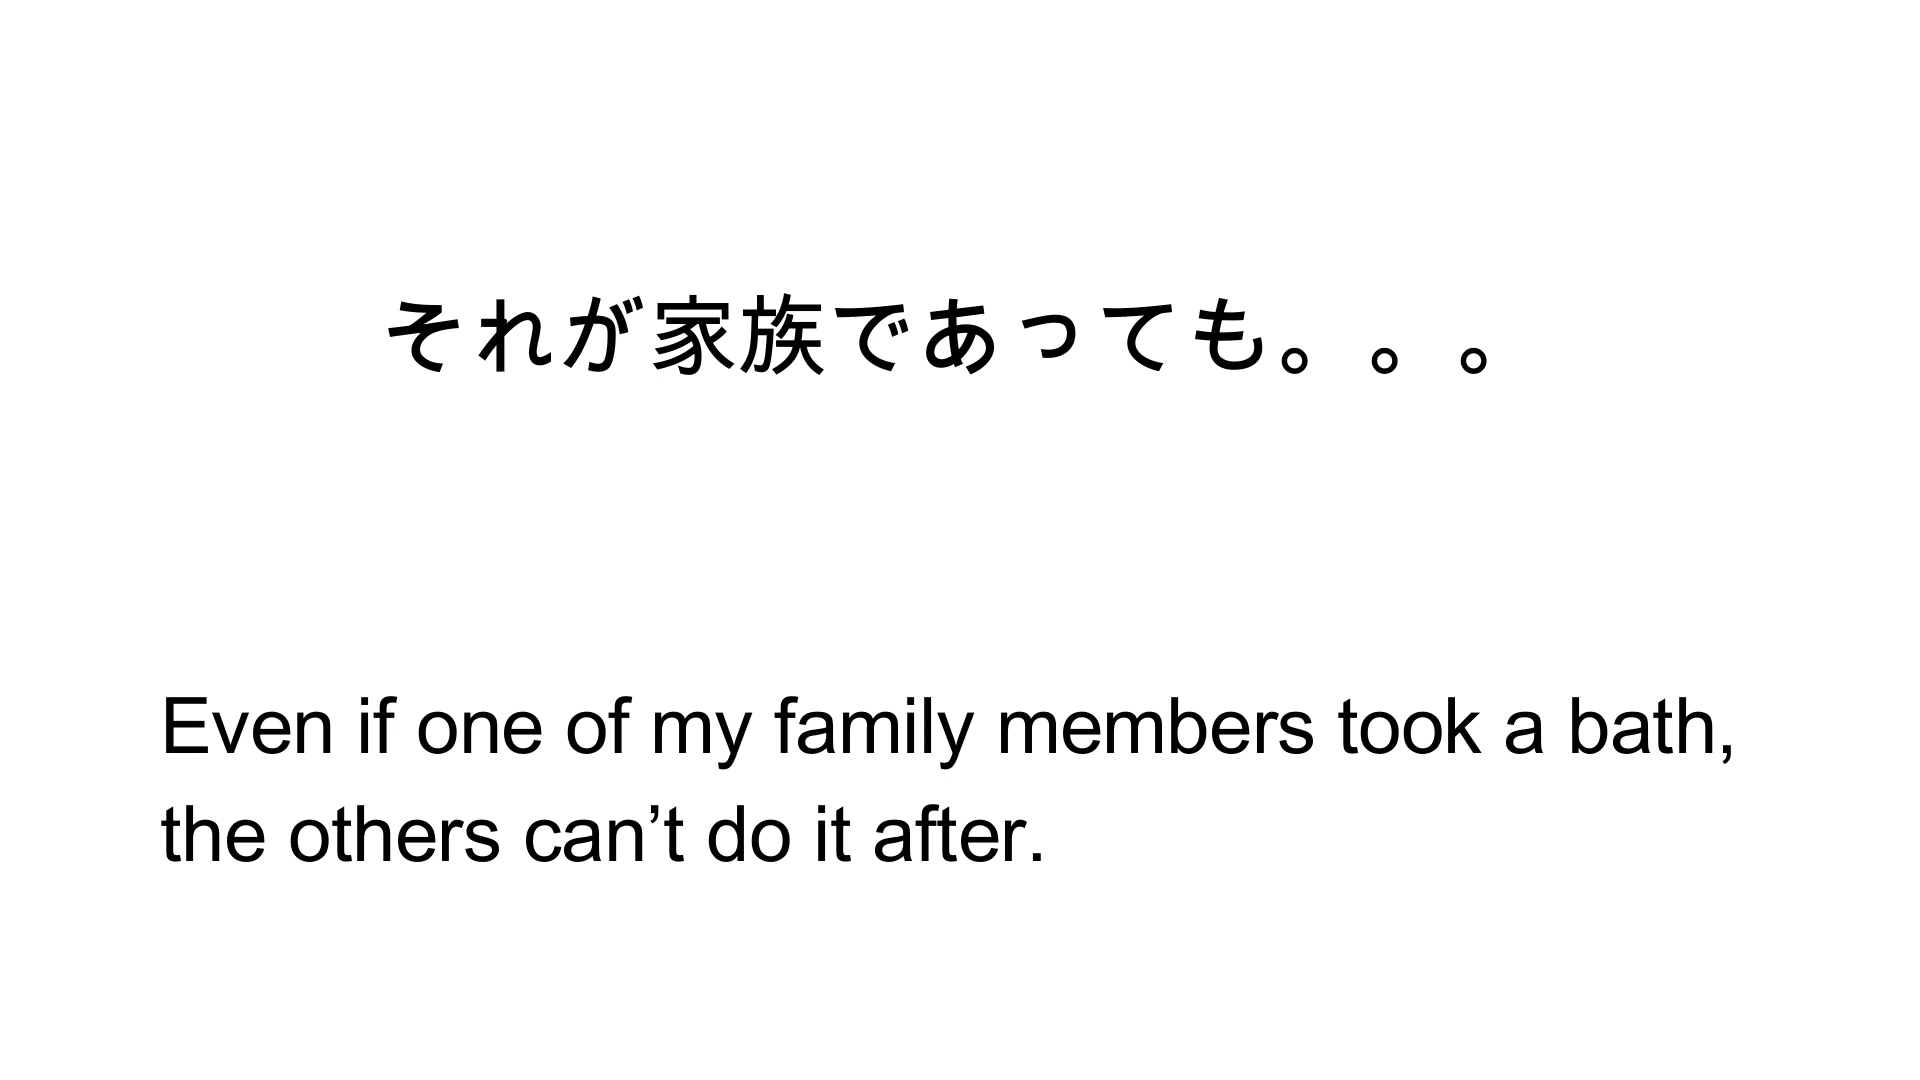 それが家族であっても。。。
Even if one of my family members took a bath,
the others can’t do it after.